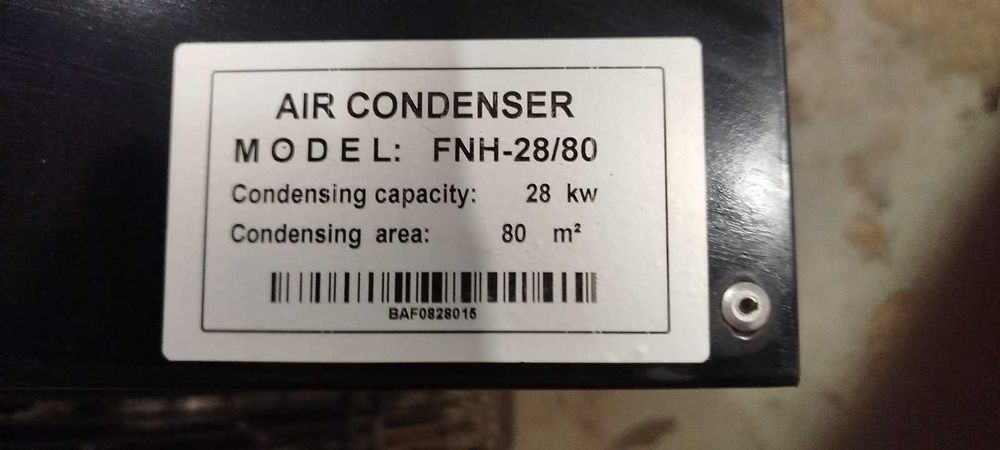 AIR CONDENSER
MODEL: FNH-28/80
Condensing capacity: 28 kw
Condensing area: 80 m²
BAF0828015